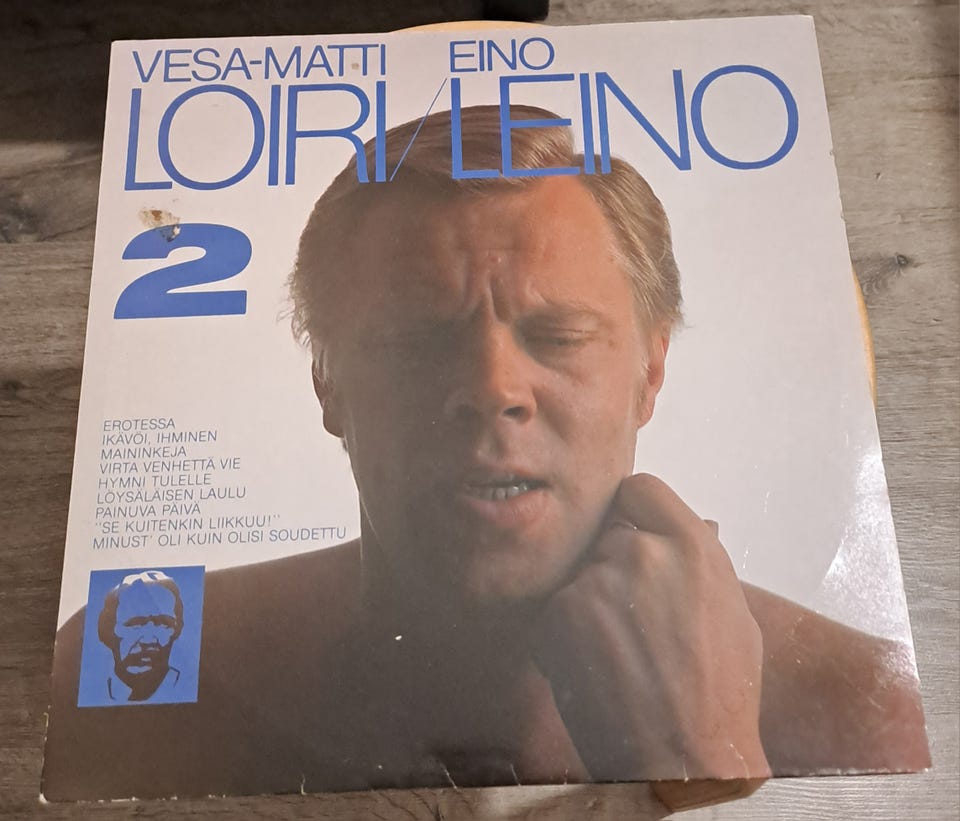 VESA-MATTI
LOIRI/
EINO
LEINO
2
EROTESSA
IKÄVÖI, IHMINEN
MAININKEJA
VIRTA VENHETTÄ VIE
HYMNI TULELLE
LÖYSÄLÄISEN LAULU
PAINUVA PÄIVÄ
"SE KUITENKIN LIIKKUU!"
MINUST' OLI KUIN OLISI SOUDETTU